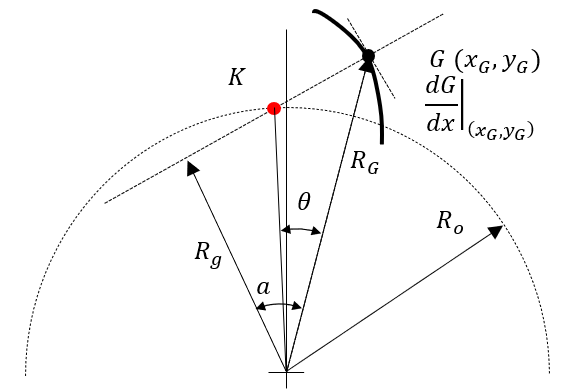 K
G (x_G, y_G)
dG/dx|(x_G,y_G)
R_G
θ
R_o
R_g
a